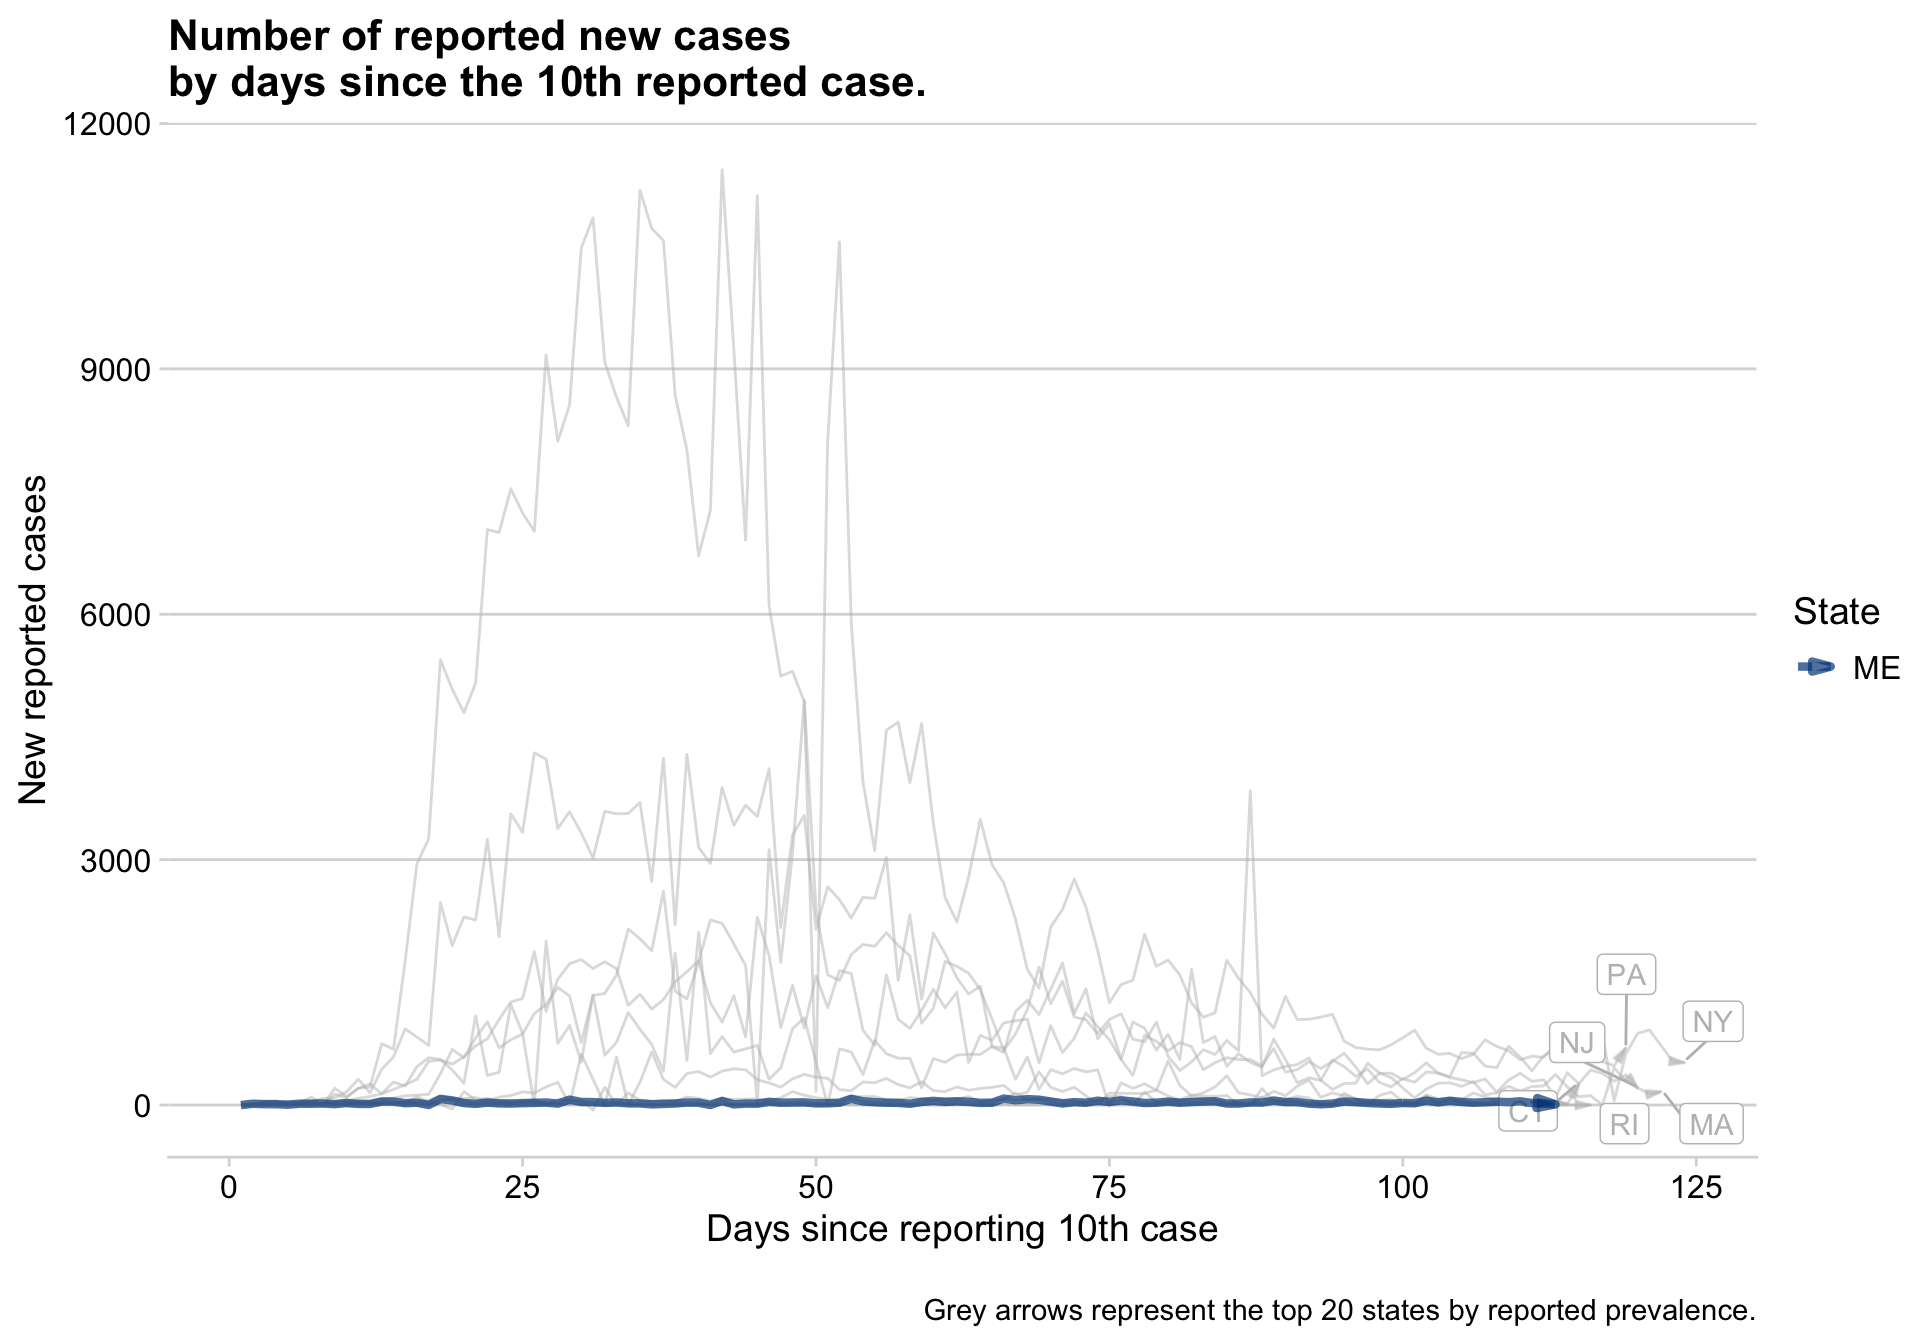 Number of reported new cases
by days since the 10th reported case.
12000
9000
6000
3000
0
New reported cases
0
25
50
75
100
125
Days since reporting 10th case
PA
NY
NJ
CT
RI
MA
State
ME
Grey arrows represent the top 20 states by reported prevalence.